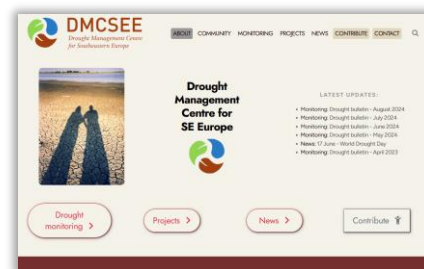 DMCSEE
Drought Management Centre
for Southeastern Europe
ABOUT COMMUNITY MONITORING PROJECTS NEWS CONTRIBUTE CONTACT
Drought
Management
Centre for
SE Europe
LATEST UPDATES:
• Monitoring: Drought bulletin - August 2024
• Monitoring: Drought bulletin - July 2024
• Monitoring: Drought bulletin - June 2024
• Monitoring: Drought bulletin - May 2024
• News: 17 June - World Drought Day
• Monitoring: Drought bulletin - April 2023
Drought
monitoring >
Projects >
News >
Contribute